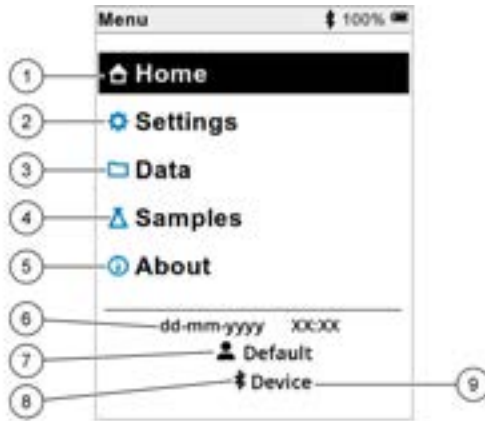 Menu 100%
1 Home
2 Settings
3 Data
4 Samples
5 About
6 dd-mm-yyyy XX:XX
7 Default
8 Device 9